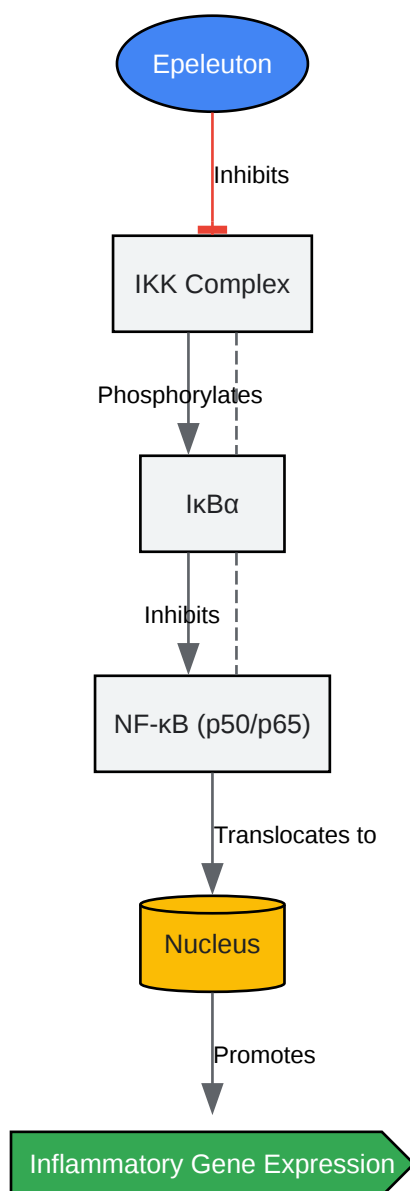 Epeleuton
Inhibits
IKK Complex
Phosphorylates
IκBα
Inhibits
NF-κB (p50/p65)
Translocates to
Nucleus
Promotes
Inflammatory Gene Expression